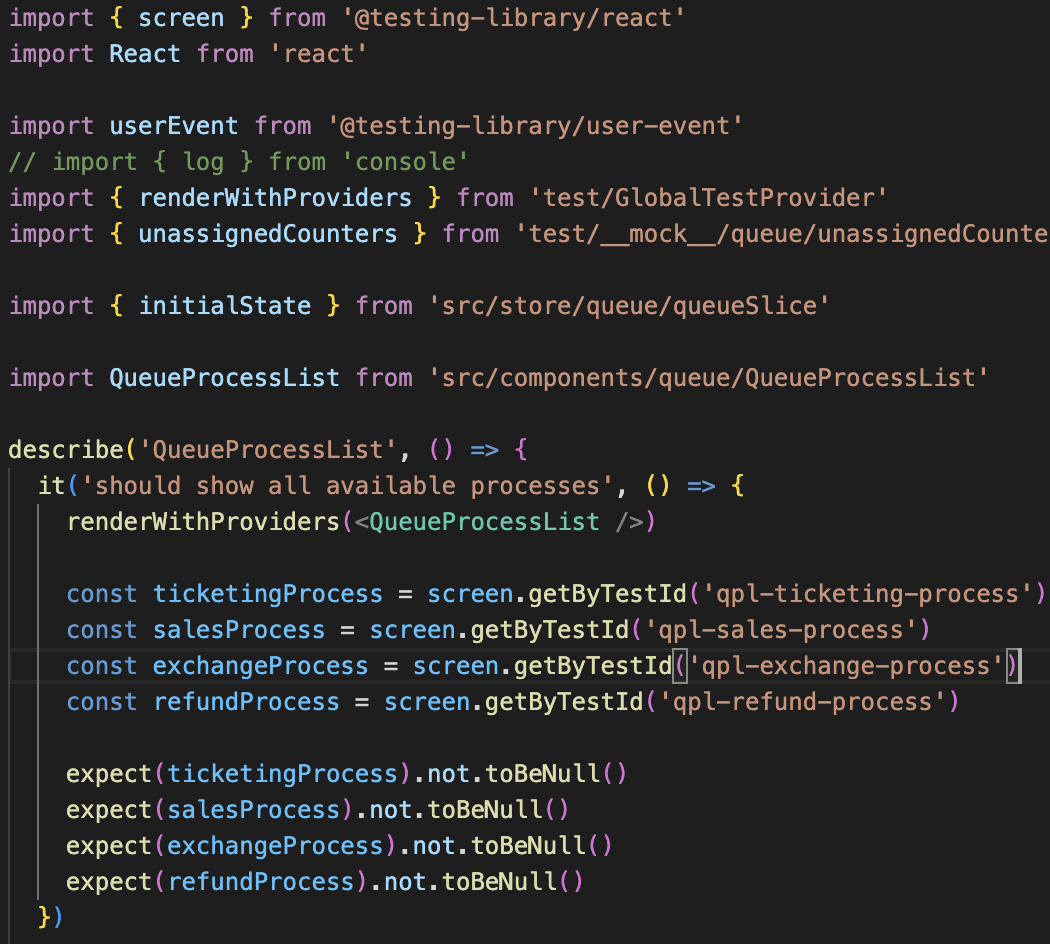 import { screen } from '@testing-library/react'
import React from 'react'
import userEvent from '@testing-library/user-event'
// import { log } from 'console'
import { renderWithProviders } from 'test/GlobalTestProvider'
import { unassignedCounters } from 'test/__mock__/queue/unassignedCounte
import { initialState } from 'src/store/queue/queueSlice'
import QueueProcessList from 'src/components/queue/QueueProcessList'
describe('QueueProcessList', () => {
  it('should show all available processes', () => {
    renderWithProviders(<QueueProcessList />)
    const ticketingProcess = screen.getByTestId('qpl-ticketing-process')
    const salesProcess = screen.getByTestId('qpl-sales-process')
    const exchangeProcess = screen.getByTestId('qpl-exchange-process')
    const refundProcess = screen.getByTestId('qpl-refund-process')
    expect(ticketingProcess).not.toBeNull()
    expect(salesProcess).not.toBeNull()
    expect(exchangeProcess).not.toBeNull()
    expect(refundProcess).not.toBeNull()
  })